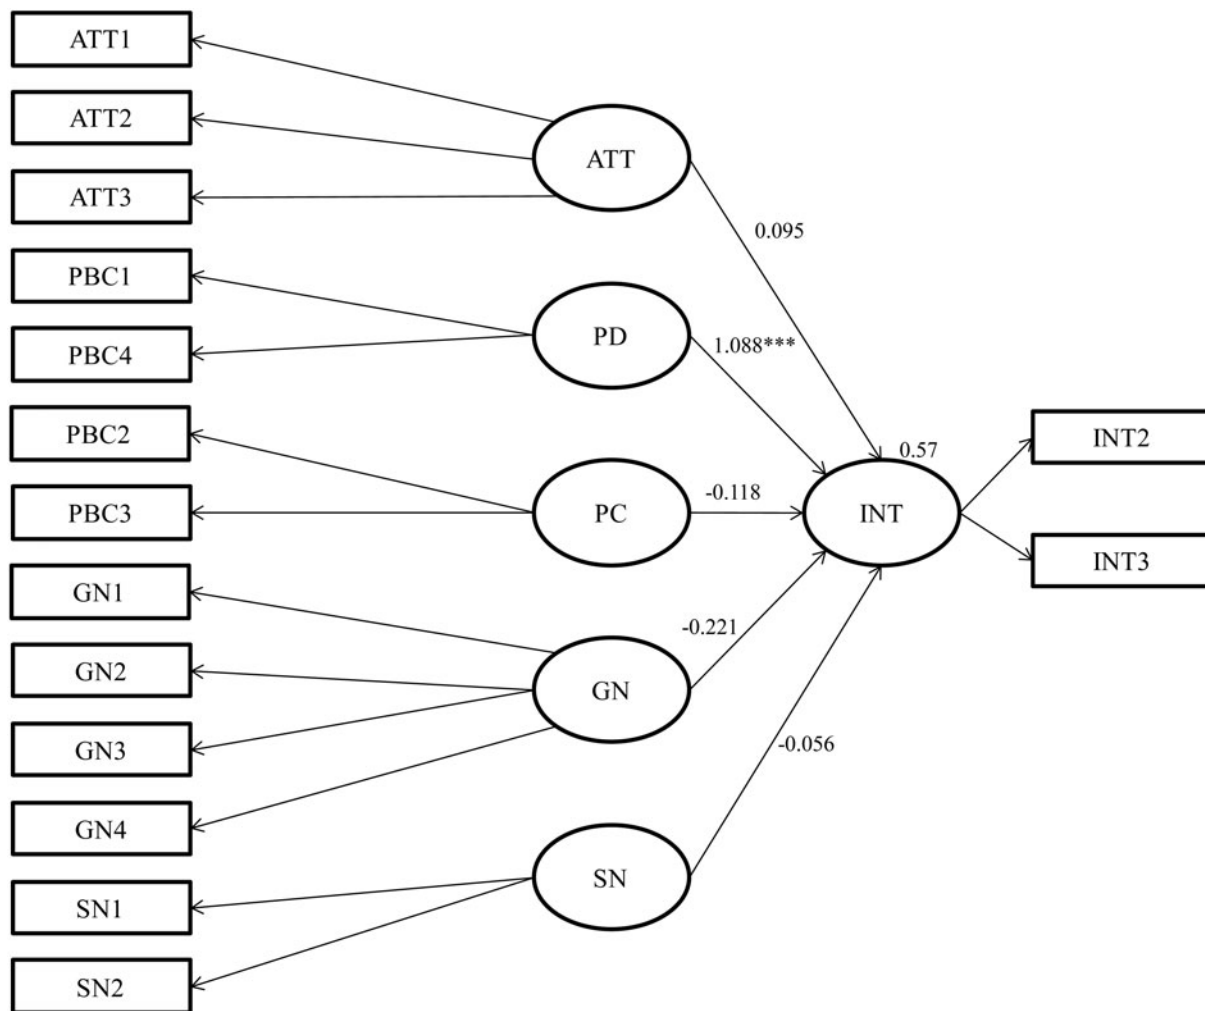 ATT1
ATT2
ATT3
PBC1
PBC4
PBC2
PBC3
GN1
GN2
GN3
GN4
SN1
SN2
ATT
PD
PC
GN
SN
0.095
1.088***
-0.118
-0.221
-0.056
0.57
INT
INT2
INT3